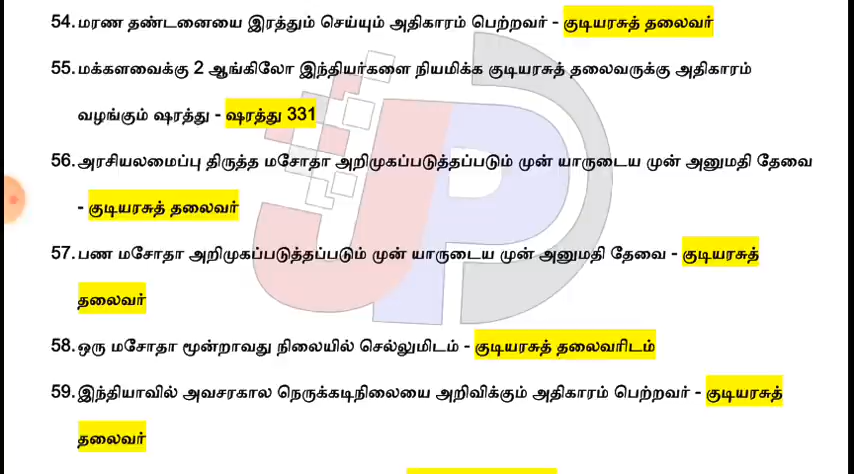 54. மரண தண்டனையை இரத்தும் செய்யும் அதிகாரம் பெற்றவர் - குடியரசுத் தலைவர்
55. மக்களவைக்கு 2 ஆங்கிலோ இந்தியர்களை நியமிக்க குடியரசுத் தலைவருக்கு அதிகாரம்
வழங்கும் ஷரத்து - ஷரத்து 331
56. அரசியலமைப்பு திருத்த மசோதா அறிமுகப்படுத்தப்படும் முன் யாருடைய முன் அனுமதி தேவை
- குடியரசுத் தலைவர்
57. பண மசோதா அறிமுகப்படுத்தப்படும் முன் யாருடைய முன் அனுமதி தேவை - குடியரசுத்
தலைவர்
58. ஒரு மசோதா மூன்றாவது நிலையில் செல்லுமிடம் - குடியரசுத் தலைவரிடம்
59. இந்தியாவில் அவசரகால நெருக்கடிநிலையை அறிவிக்கும் அதிகாரம் பெற்றவர் - குடியரசுத்
தலைவர்